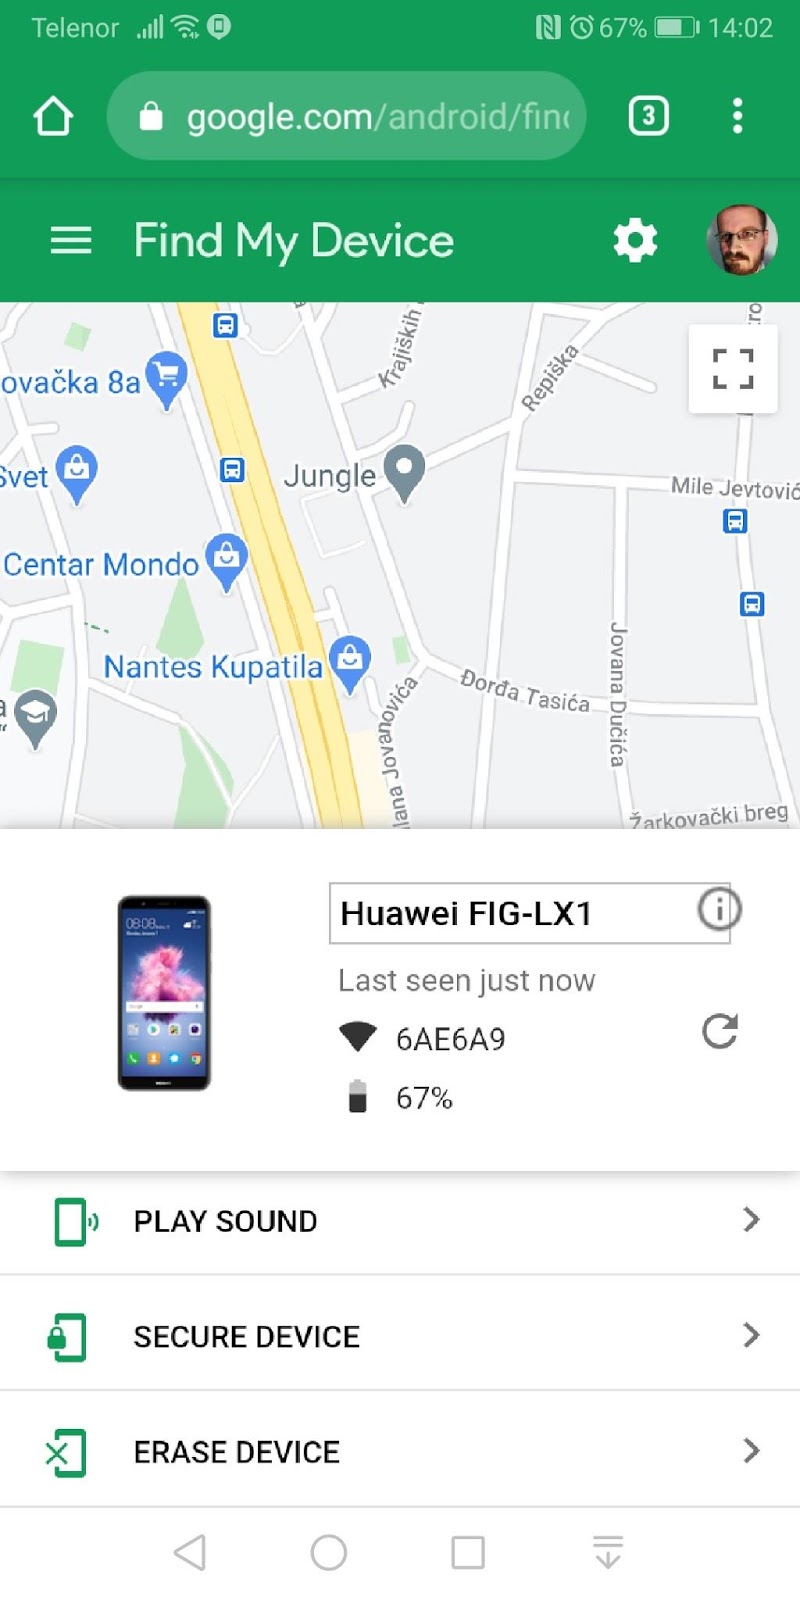 Telenor 67% 14:02
google.com/android/find
3
Find My Device
Krajiških
Repiška
ovačka 8a
Svet
Jungle
Mile Jevtović
Centar Mondo
Nantes Kupatila
Đorđa Tasića
Jovana Dučića
Jovanovića
Žarkovački breg
Huawei FIG-LX1
Last seen just now
6AE6A9
67%
PLAY SOUND
SECURE DEVICE
ERASE DEVICE